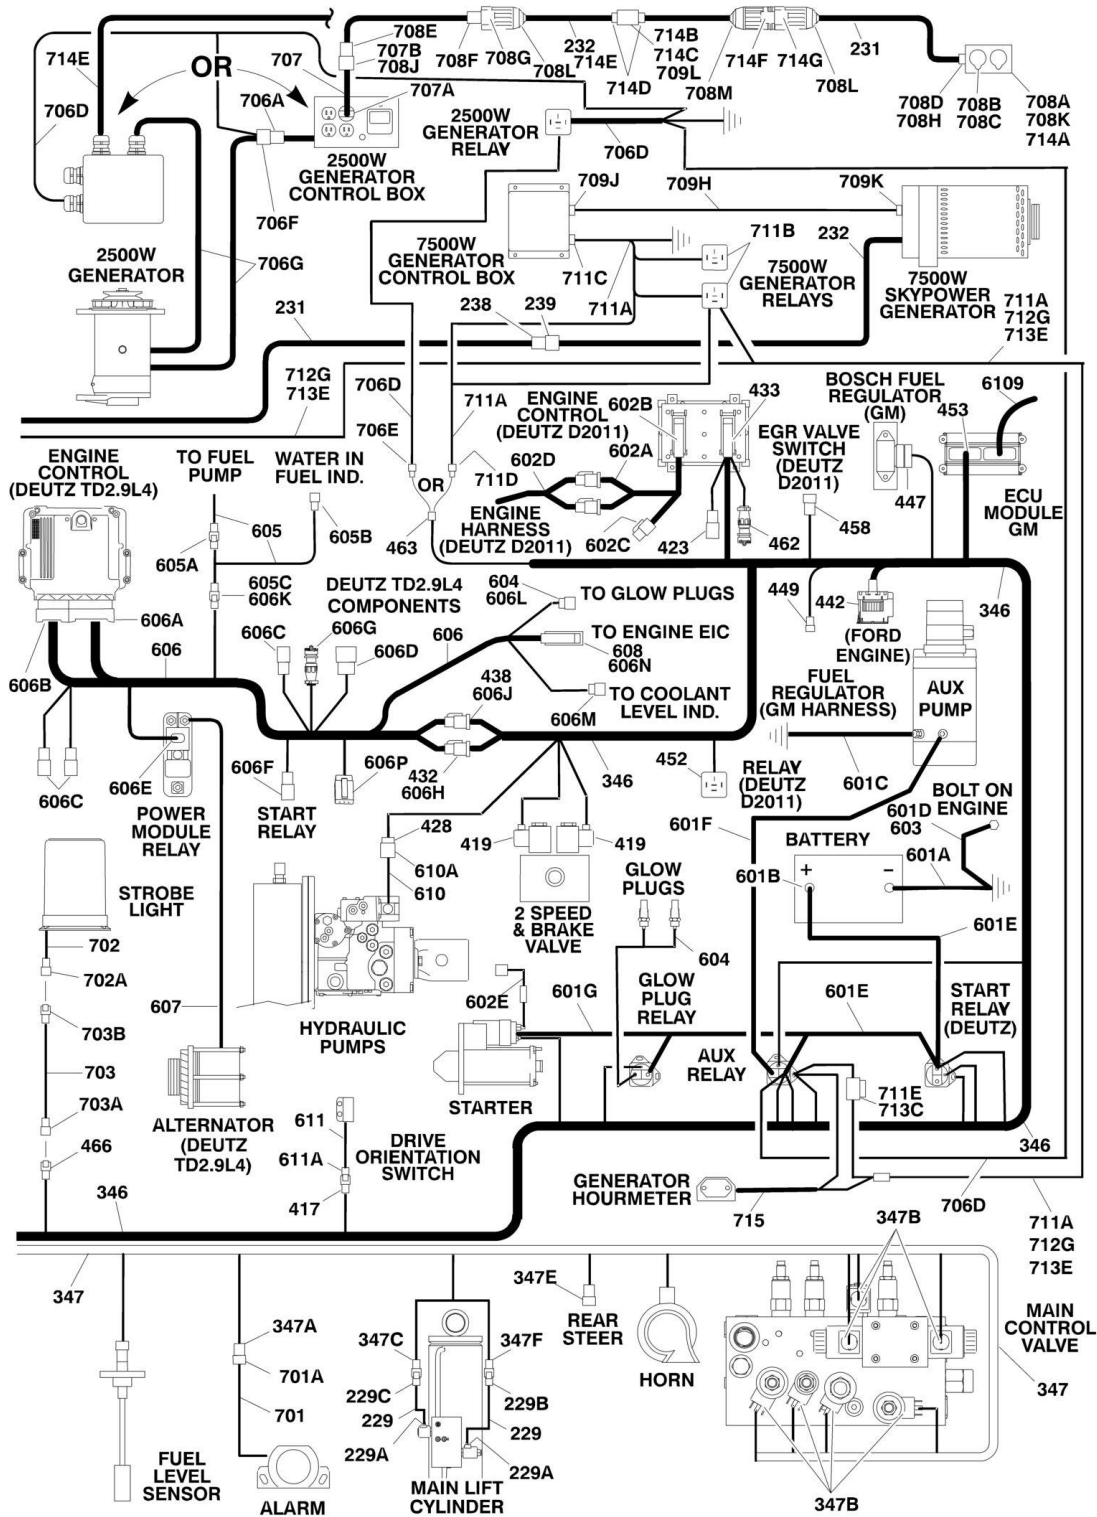 714E
706D
OR
706A
707
708E
707B
708J
707A
2500W
GENERATOR
CONTROL BOX
706F
2500W
GENERATOR
706G
708F
708G
708L
232
714E
714D
714B
714C
709L
708M
714F
714G
708L
231
708D
708H
708B
708C
708A
708K
714A
2500W
GENERATOR
RELAY
706D
709J
709H
709K
7500W
GENERATOR
CONTROL BOX
711C
711A
711B
7500W
GENERATOR
RELAYS
232
7500W
SKYPOWER
GENERATOR
711A
712G
713E
231
238
239
712G
713E
706D
706E
711A
711D
OR
463
ENGINE
CONTROL
(DEUTZ D2011)
602B
433
602A
602D
ENGINE
HARNESS
(DEUTZ D2011)
602C
423
462
EGR VALVE
SWITCH
(DEUTZ
D2011)
458
BOSCH FUEL
REGULATOR
(GM)
447
453
6109
ECU
MODULE
GM
ENGINE
CONTROL
(DEUTZ TD2.9L4)
TO FUEL
PUMP
WATER IN
FUEL IND.
605
605B
605A
605C
606K
606A
606B
606
DEUTZ TD2.9L4
COMPONENTS
606C
606G
606D
606
604
606L
TO GLOW PLUGS
TO ENGINE EIC
608
606N
TO COOLANT
LEVEL IND.
606M
438
606J
432
606H
346
449
442
(FORD
ENGINE)
346
FUEL
REGULATOR
(GM HARNESS)
AUX
PUMP
601C
606C
606E
POWER
MODULE
RELAY
606F
START
RELAY
606P
452
RELAY
(DEUTZ
D2011)
601F
BOLT ON
ENGINE
601D
603
601A
BATTERY
+
-
601B
601E
428
610A
610
419
419
2 SPEED
& BRAKE
VALVE
GLOW
PLUGS
604
STROBE
LIGHT
702
702A
703B
703
703A
466
607
ALTERNATOR
(DEUTZ
TD2.9L4)
HYDRAULIC
PUMPS
602E
601G
STARTER
GLOW
PLUG
RELAY
AUX
RELAY
601E
START
RELAY
(DEUTZ)
711E
713C
346
611
611A
417
DRIVE
ORIENTATION
SWITCH
346
GENERATOR
HOURMETER
715
706D
711A
712G
713E
347
347A
701A
701
FUEL
LEVEL
SENSOR
ALARM
347C
347F
229C
229
229A
229B
229
229A
MAIN LIFT
CYLINDER
347E
REAR
STEER
HORN
347B
MAIN
CONTROL
VALVE
347
347B